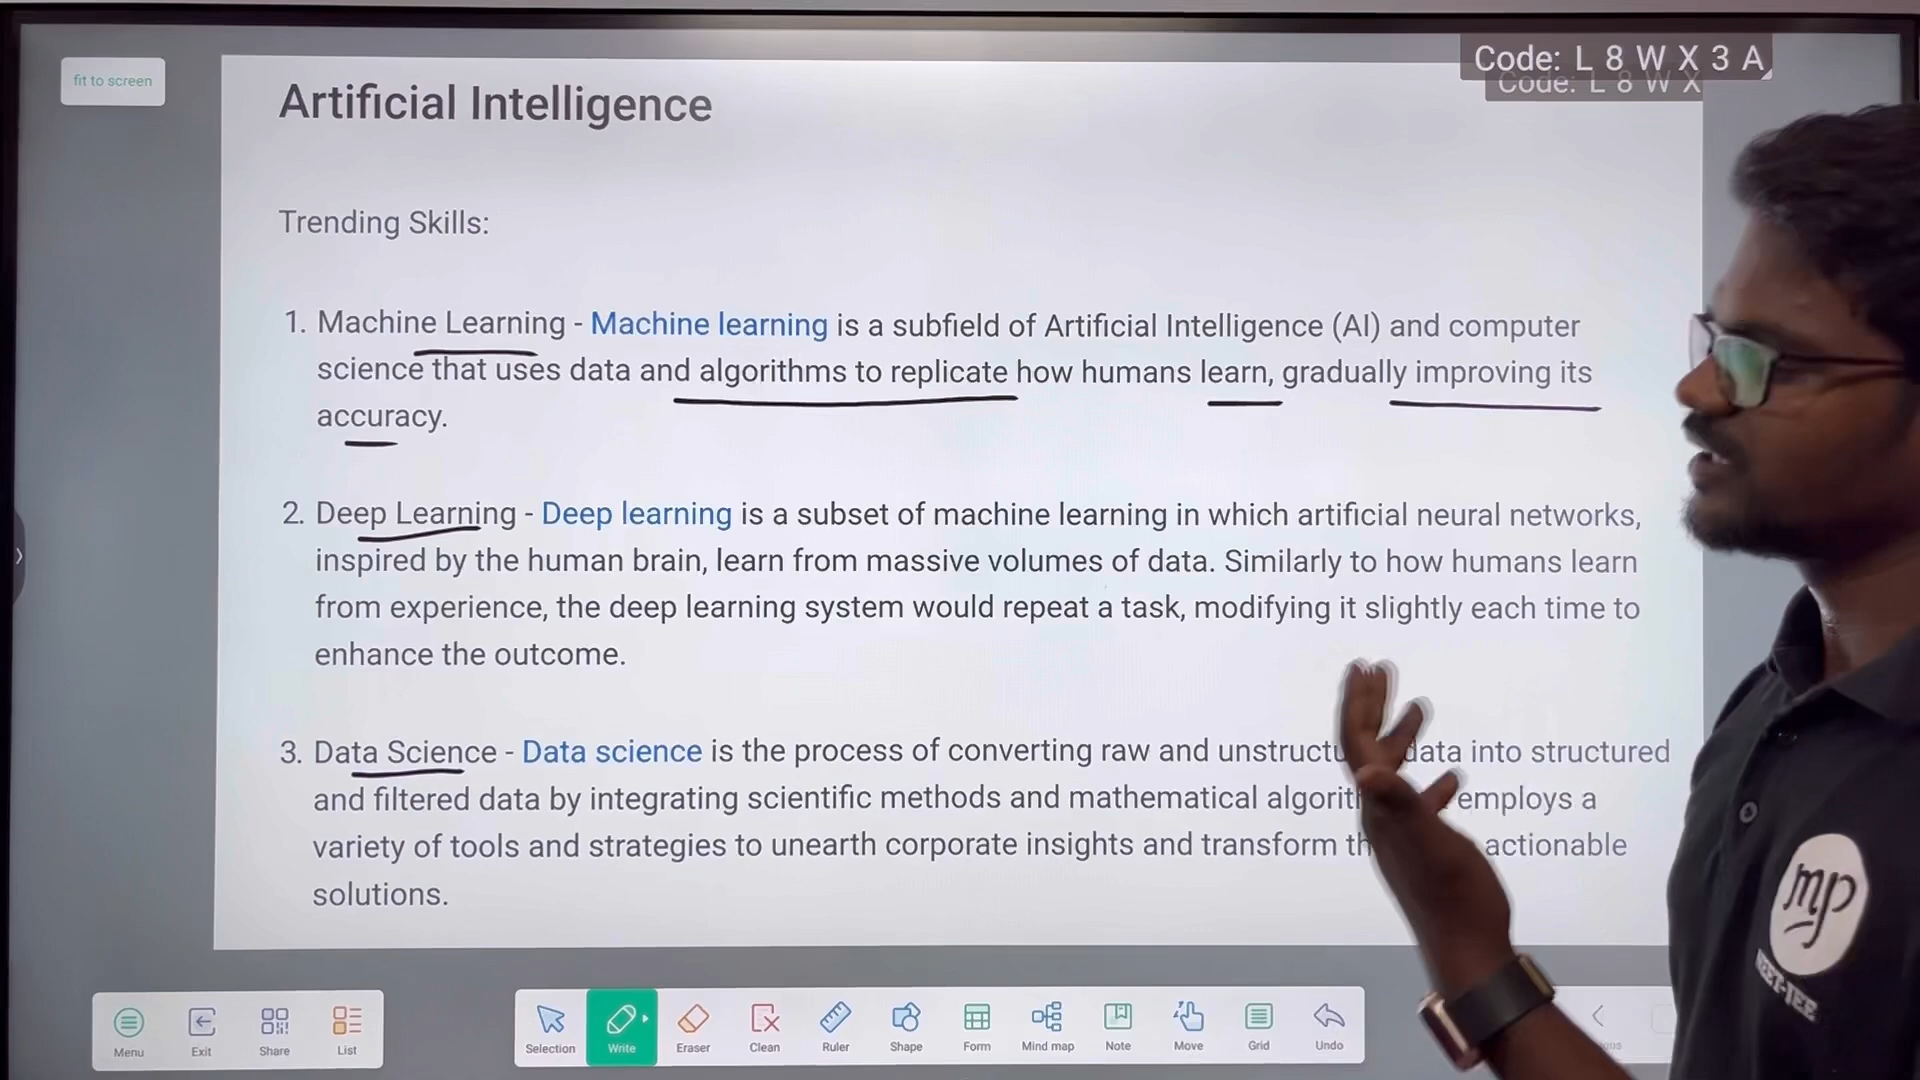 fit to screen
Code: L 8 W X 3 A
Code: L 8 W X
Artificial Intelligence
Trending Skills:
1. Machine Learning - Machine learning is a subfield of Artificial Intelligence (AI) and computer
science that uses data and algorithms to replicate how humans learn, gradually improving its
accuracy.
2. Deep Learning - Deep learning is a subset of machine learning in which artificial neural networks,
inspired by the human brain, learn from massive volumes of data. Similarly to how humans learn
from experience, the deep learning system would repeat a task, modifying it slightly each time to
enhance the outcome.
3. Data Science - Data science is the process of converting raw and data into structured
and filtered data by integrating scientific methods and mathematical employs a
variety of tools and strategies to unearth corporate insights and transform actionable
solutions.
mp
NEET-JEE
Menu Exit Share List Selection Write Eraser Clean Ruler Shape Form Mind map Note Move Grid Undo